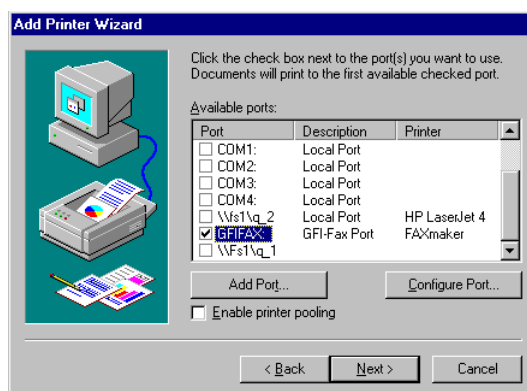 Add Printer Wizard
Click the check box next to the port(s) you want to use.
Documents will print to the first available checked port.
Available ports:
Port Description Printer
COM1: Local Port
COM2: Local Port
COM3: Local Port
COM4: Local Port
\\fs1\q_2 Local Port HP LaserJet 4
GFIFAX: GFI-Fax Port FAXmaker
\\Fs1\q_1
Add Port... Configure Port...
Enable printer pooling
< Back Next > Cancel